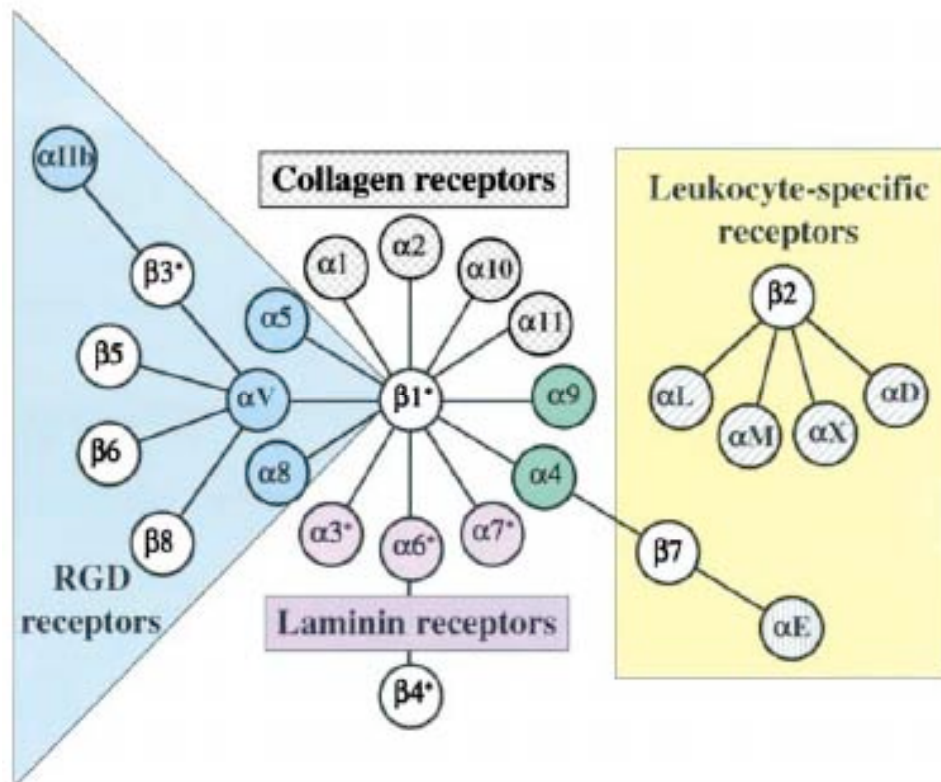 αIIb
Collagen receptors
Leukocyte-specific
receptors
α1
α2
α10
α11
β3*
α5
β2
β5
αV
β1*
α9
αL
αM
αX
αD
β6
α8
α4
β8
α3*
α6*
α7*
β7
RGD
receptors
Laminin receptors
αE
β4*